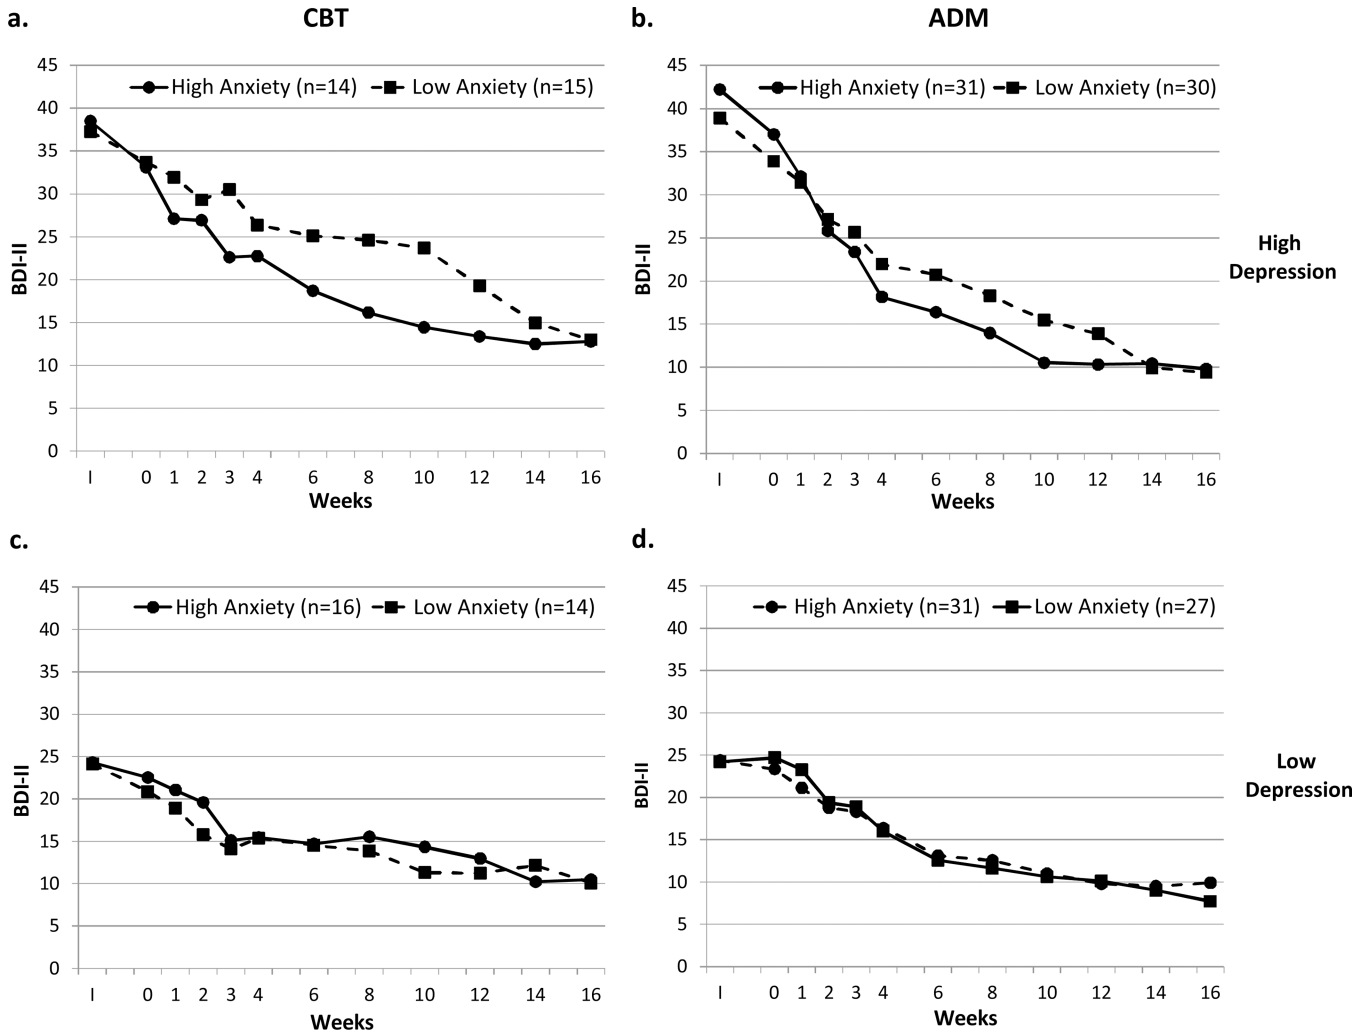 a.
CBT
45
40
35
30
25
20
15
10
5
0
BDI-II
High Anxiety (n=14)
Low Anxiety (n=15)
I 0 1 2 3 4 6 8 10 12 14 16
Weeks
b.
ADM
45
40
35
30
25
20
15
10
5
0
BDI-II
High Anxiety (n=31)
Low Anxiety (n=30)
I 0 1 2 3 4 6 8 10 12 14 16
Weeks
High
Depression
c.
45
40
35
30
25
20
15
10
5
0
BDI-II
High Anxiety (n=16)
Low Anxiety (n=14)
I 0 1 2 3 4 6 8 10 12 14 16
Weeks
d.
45
40
35
30
25
20
15
10
5
0
BDI-II
High Anxiety (n=31)
Low Anxiety (n=27)
I 0 1 2 3 4 6 8 10 12 14 16
Weeks
Low
Depression